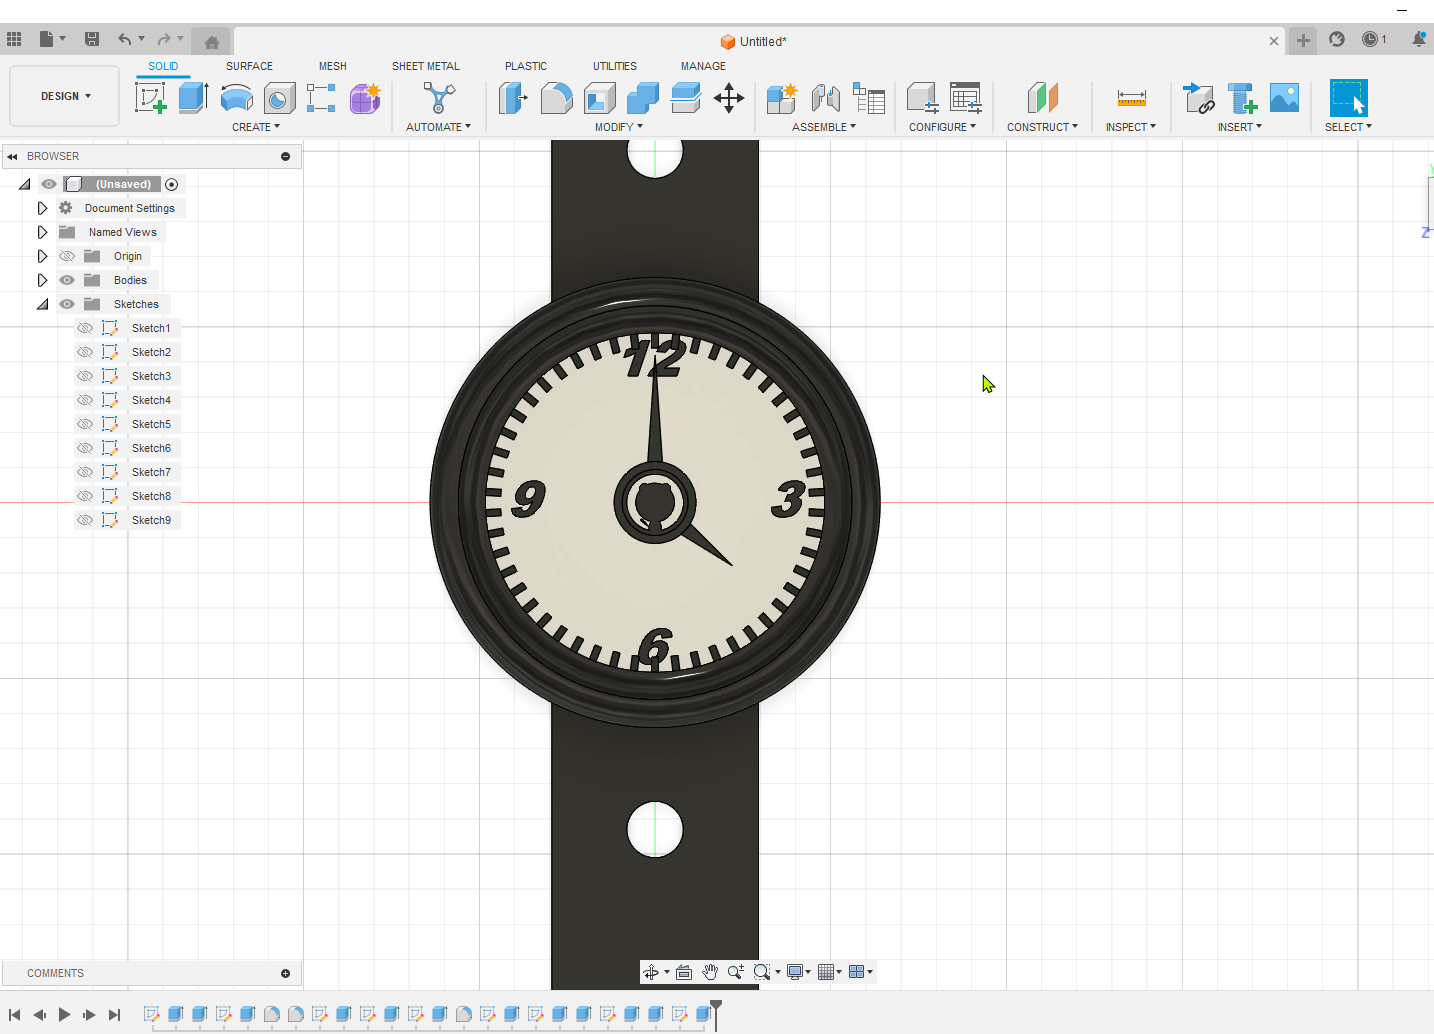 Untitled*
1
SOLID SURFACE MESH SHEET METAL PLASTIC UTILITIES MANAGE
DESIGN
CREATE AUTOMATE MODIFY ASSEMBLE CONFIGURE CONSTRUCT INSPECT INSERT SELECT
BROWSER
(Unsaved)
Document Settings
Named Views
Origin
Bodies
Sketches
Sketch1
Sketch2
Sketch3
Sketch4
Sketch5
Sketch6
Sketch7
Sketch8
Sketch9
12
9 3
6
Y
Z
COMMENTS